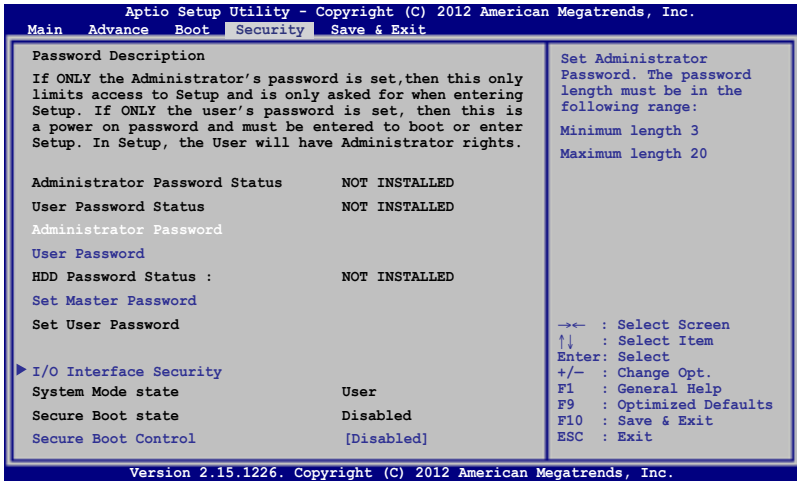 Aptio Setup Utility - Copyright (C) 2012 American Megatrends, Inc.
Main Advance Boot Security Save & Exit
Password Description
If ONLY the Administrator's password is set,then this only
limits access to Setup and is only asked for when entering
Setup. If ONLY the user's password is set, then this is
a power on password and must be entered to boot or enter
Setup. In Setup, the User will have Administrator rights.
Administrator Password Status NOT INSTALLED
User Password Status NOT INSTALLED
Administrator Password
User Password
HDD Password Status : NOT INSTALLED
Set Master Password
Set User Password
I/O Interface Security
System Mode state User
Secure Boot state Disabled
Secure Boot Control [Disabled]
Set Administrator
Password. The password
length must be in the
following range:
Minimum length 3
Maximum length 20
→← : Select Screen
↑↓ : Select Item
Enter: Select
+/— : Change Opt.
F1 : General Help
F9 : Optimized Defaults
F10 : Save & Exit
ESC : Exit
Version 2.15.1226. Copyright (C) 2012 American Megatrends, Inc.